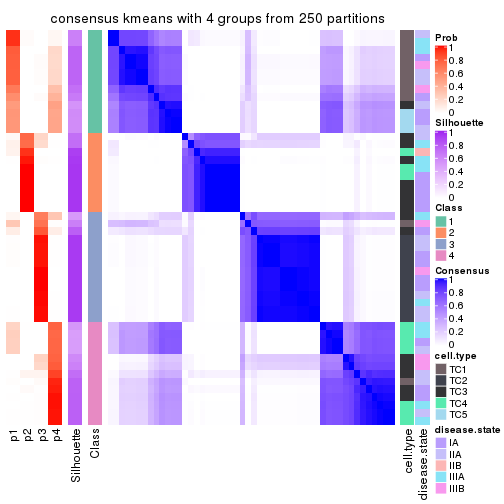 consensus kmeans with 4 groups from 250 partitions
Prob
1
0.8
0.6
0.4
0.2
0
Silhouette
1
0.8
0.6
0.4
0.2
0
Class
1
2
3
4
Consensus
1
0.8
0.6
0.4
0.2
0
cell.type
TC1
TC2
TC3
TC4
TC5
disease.state
IA
IIA
IIB
IIIA
IIIB
p1
p2
p3
p4
Silhouette
Class
cell.type
disease.state